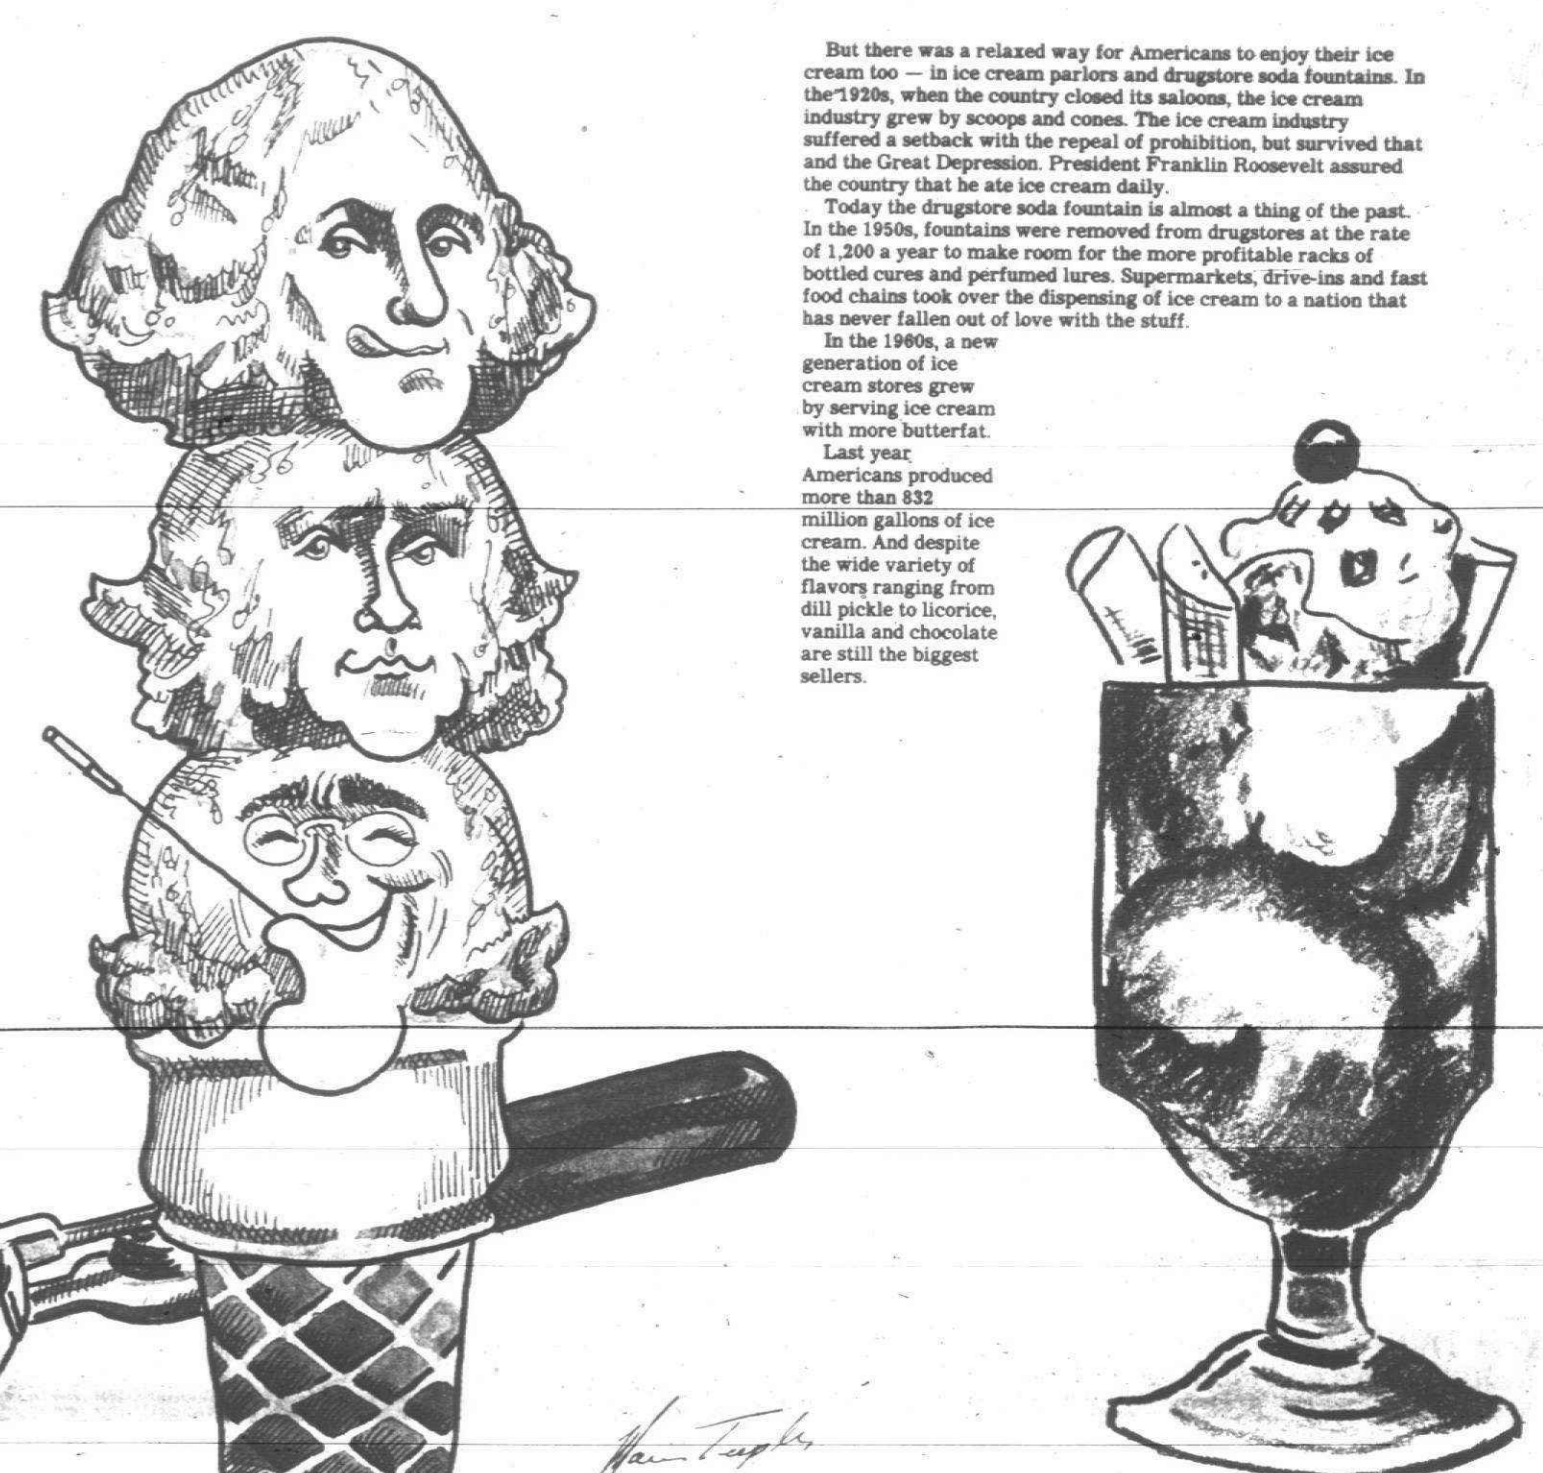 But there was a relaxed way for Americans to enjoy their ice
cream too — in ice cream parlors and drugstore soda fountains. In
the 1920s, when the country closed its saloons, the ice cream
industry grew by scoops and cones. The ice cream industry
suffered a setback with the repeal of prohibition, but survived that
and the Great Depression. President Franklin Roosevelt assured
the country that he ate ice cream daily.
Today the drugstore soda fountain is almost a thing of the past.
In the 1950s, fountains were removed from drugstores at the rate
of 1,200 a year to make room for the more profitable racks of
bottled cures and perfumed lures. Supermarkets, drive-ins and fast
food chains took over the dispensing of ice cream to a nation that
has never fallen out of love with the stuff.
In the 1960s, a new
generation of ice
cream stores grew
by serving ice cream
with more butterfat.
Last year,
Americans produced
more than 832
million gallons of ice
cream. And despite
the wide variety of
flavors ranging from
dill pickle to licorice,
vanilla and chocolate
are still the biggest
sellers.